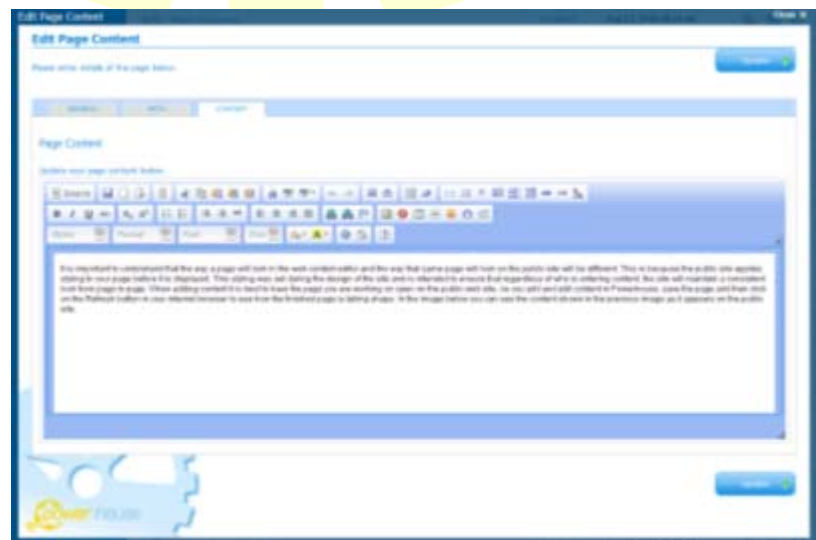 Edit Page Content
Close X
Edit Page Content
Please enter details of the page below.
Update
CONTENT
Page Content
Update your page content below
Source
Styles Format Font Size
It is important to understand that the way a page will look in the web content editor and the way that same page will look on the public site will be different. This is because the public site applies
styling to your page before it is displayed. This styling was set during the design of the site and is intended to ensure that regardless of who is entering content, the site will maintain a consistent
look from page to page. When adding content it is best to have the page you are working on open on the public web site. As you add and edit content in Powerhouse, save the page and then click
on the Refresh button in your internet browser to see how the finished page is taking shape. In the image below you can see the content shown in the previous image as it appears on the public
site.
Update
powerhouse